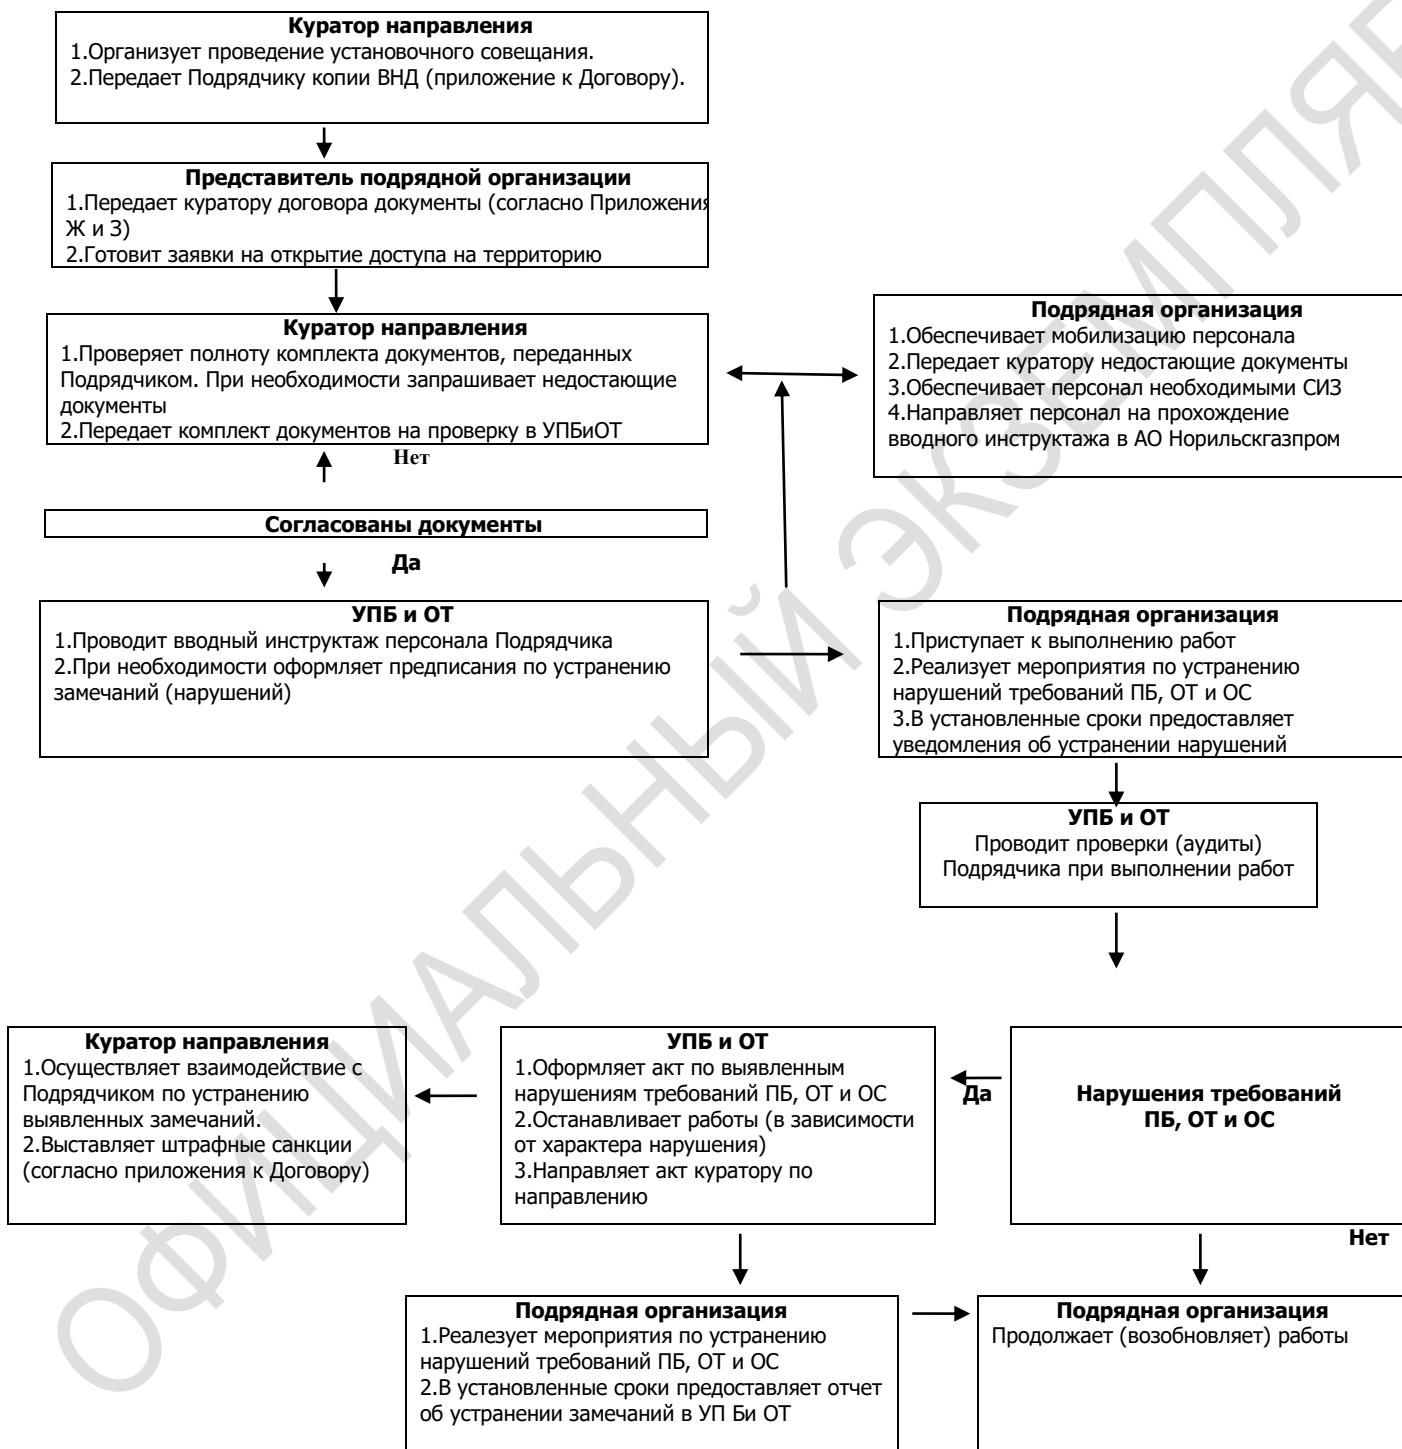 Куратор направления
1.Организует проведение установочного совещания.
2.Передает Подрядчику копии ВНД (приложение к Договору).
Представитель подрядной организации
1.Передает куратору договора документы (согласно Приложения
Ж и З)
2.Готовит заявки на открытие доступа на территорию
Куратор направления
1.Проверяет полноту комплекта документов, переданных
Подрядчиком. При необходимости запрашивает недостающие
документы
2.Передает комплект документов на проверку в УПБиОТ
Подрядная организация
1.Обеспечивает мобилизацию персонала
2.Передает куратору недостающие документы
3.Обеспечивает персонал необходимыми СИЗ
4.Направляет персонал на прохождение
вводного инструктажа в АО Норильскгазпром
Нет
Согласованы документы
Да
УПБ и ОТ
1.Проводит вводный инструктаж персонала Подрядчика
2.При необходимости оформляет предписания по устранению
замечаний (нарушений)
Подрядная организация
1.Приступает к выполнению работ
2.Реализует мероприятия по устранению
нарушений требований ПБ, ОТ и ОС
3.В установленные сроки предоставляет
уведомления об устранении нарушений
УПБ и ОТ
Проводит проверки (аудиты)
Подрядчика при выполнении работ
Куратор направления
1.Осуществляет взаимодействие с
Подрядчиком по устранению
выявленных замечаний.
2.Выставляет штрафные санкции
(согласно приложения к Договору)
УПБ и ОТ
1.Оформляет акт по выявленным
нарушениям требований ПБ, ОТ и ОС
2.Останавливает работы (в зависимости
от характера нарушения)
3.Направляет акт куратору по
направлению
Да
Нарушения требований
ПБ, ОТ и ОС
Нет
Подрядная организация
1.Реалезует мероприятия по устранению
нарушений требований ПБ, ОТ и ОС
2.В установленные сроки предоставляет отчет
об устранении замечаний в УП Би ОТ
Подрядная организация
Продолжает (возобновляет) работы
ОФИЦИАЛЬНЫЙ ЭКЗЕМПЛЯР